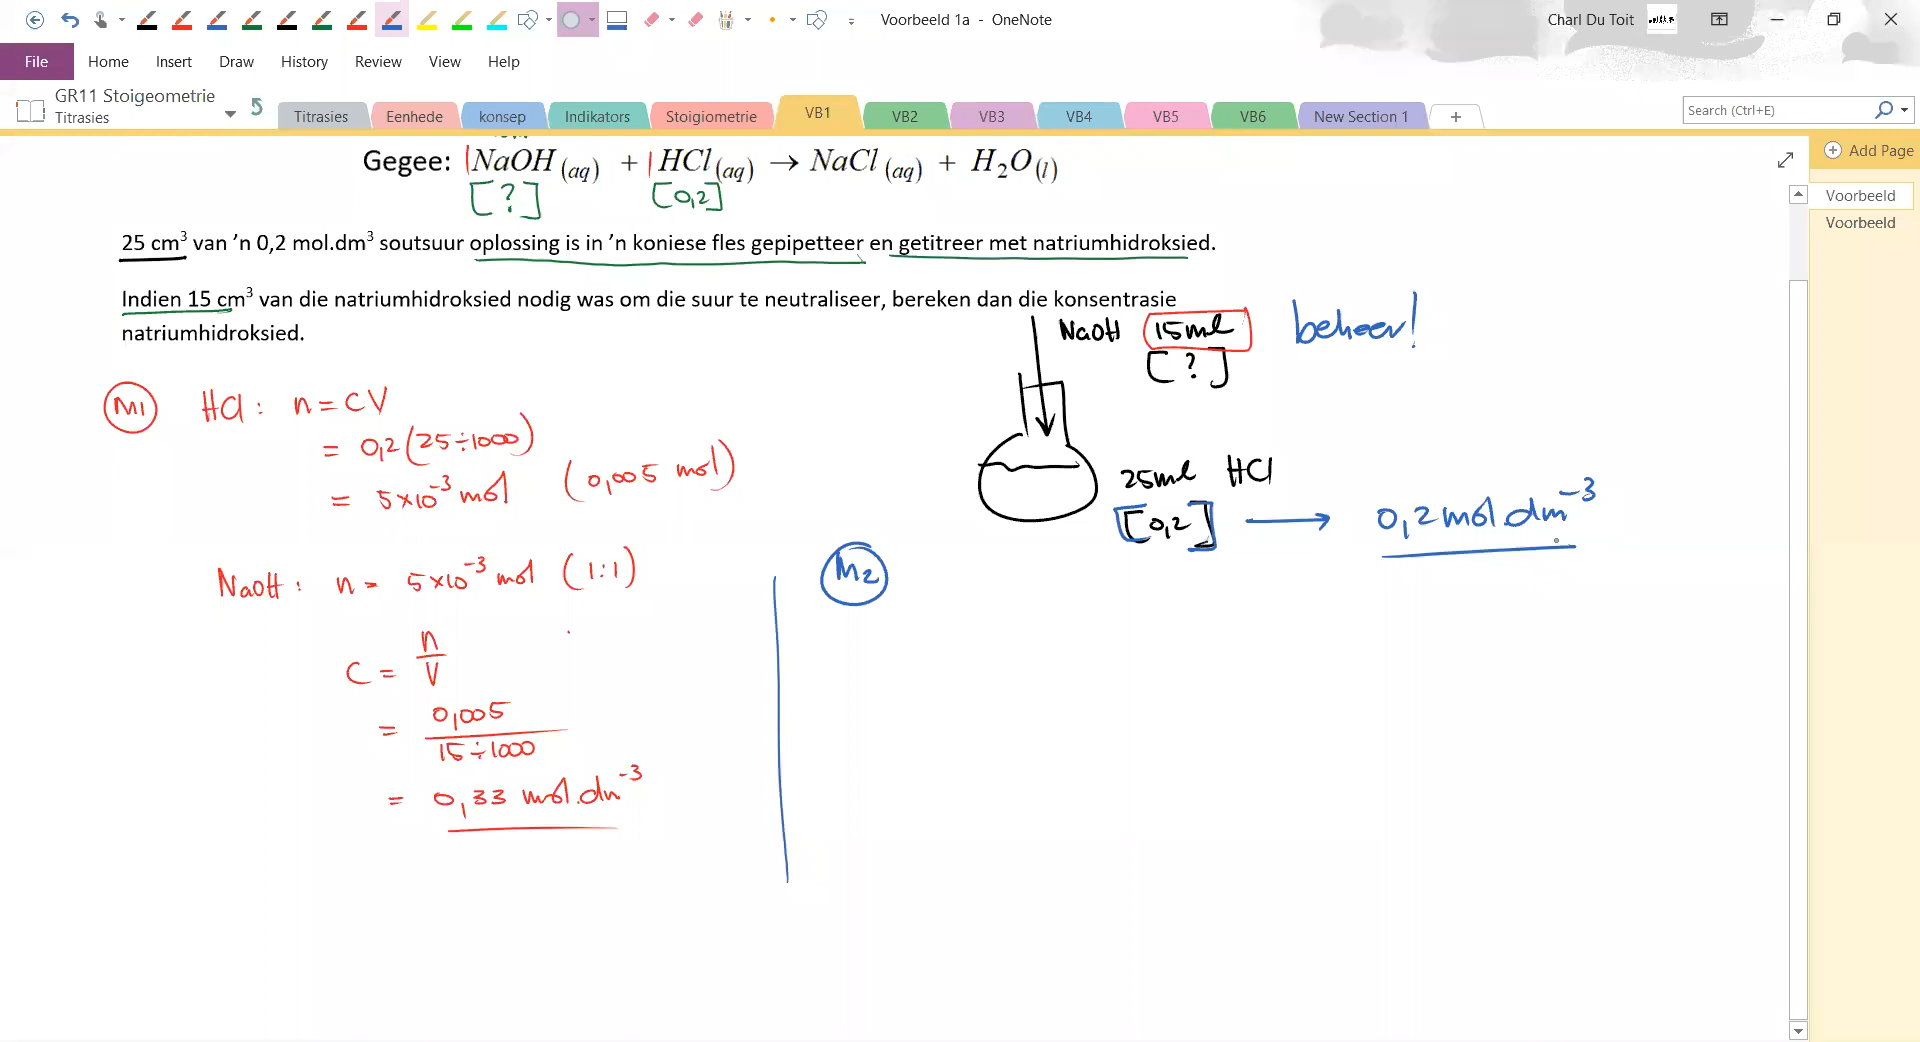 Voorbeeld 1a - OneNote
Charl Du Toit
File Home Insert Draw History Review View Help
GR11 Stoigeometrie
Titrasies
Titrasies Eenhede konsep Indikators Stoigiometrie VB1 VB2 VB3 VB4 VB5 VB6 New Section 1 +
Search (Ctrl+E)
Add Page
Voorbeeld
Voorbeeld
Gegee: 1NaOH (aq) + 1HCl (aq) → NaCl (aq) + H₂O (l)
[?] [0,2]
25 cm³ van 'n 0,2 mol.dm³ soutsuur oplossing is in 'n koniese fles gepipetteer en getitreer met natriumhidroksied.
Indien 15 cm³ van die natriumhidroksied nodig was om die suur te neutraliseer, bereken dan die konsentrasie
natriumhidroksied.
NaOH 15ml beheer!
[?]
M1 HCl : n = CV
= 0,2(25÷1000)
= 5×10⁻³ mol (0,005 mol)
25ml HCl
[0,2] → 0,2 mol.dm⁻³
NaOH : n = 5×10⁻³ mol (1:1)
C = n/V
= 0,005 / 15÷1000
= 0,33 mol.dm⁻³
M2